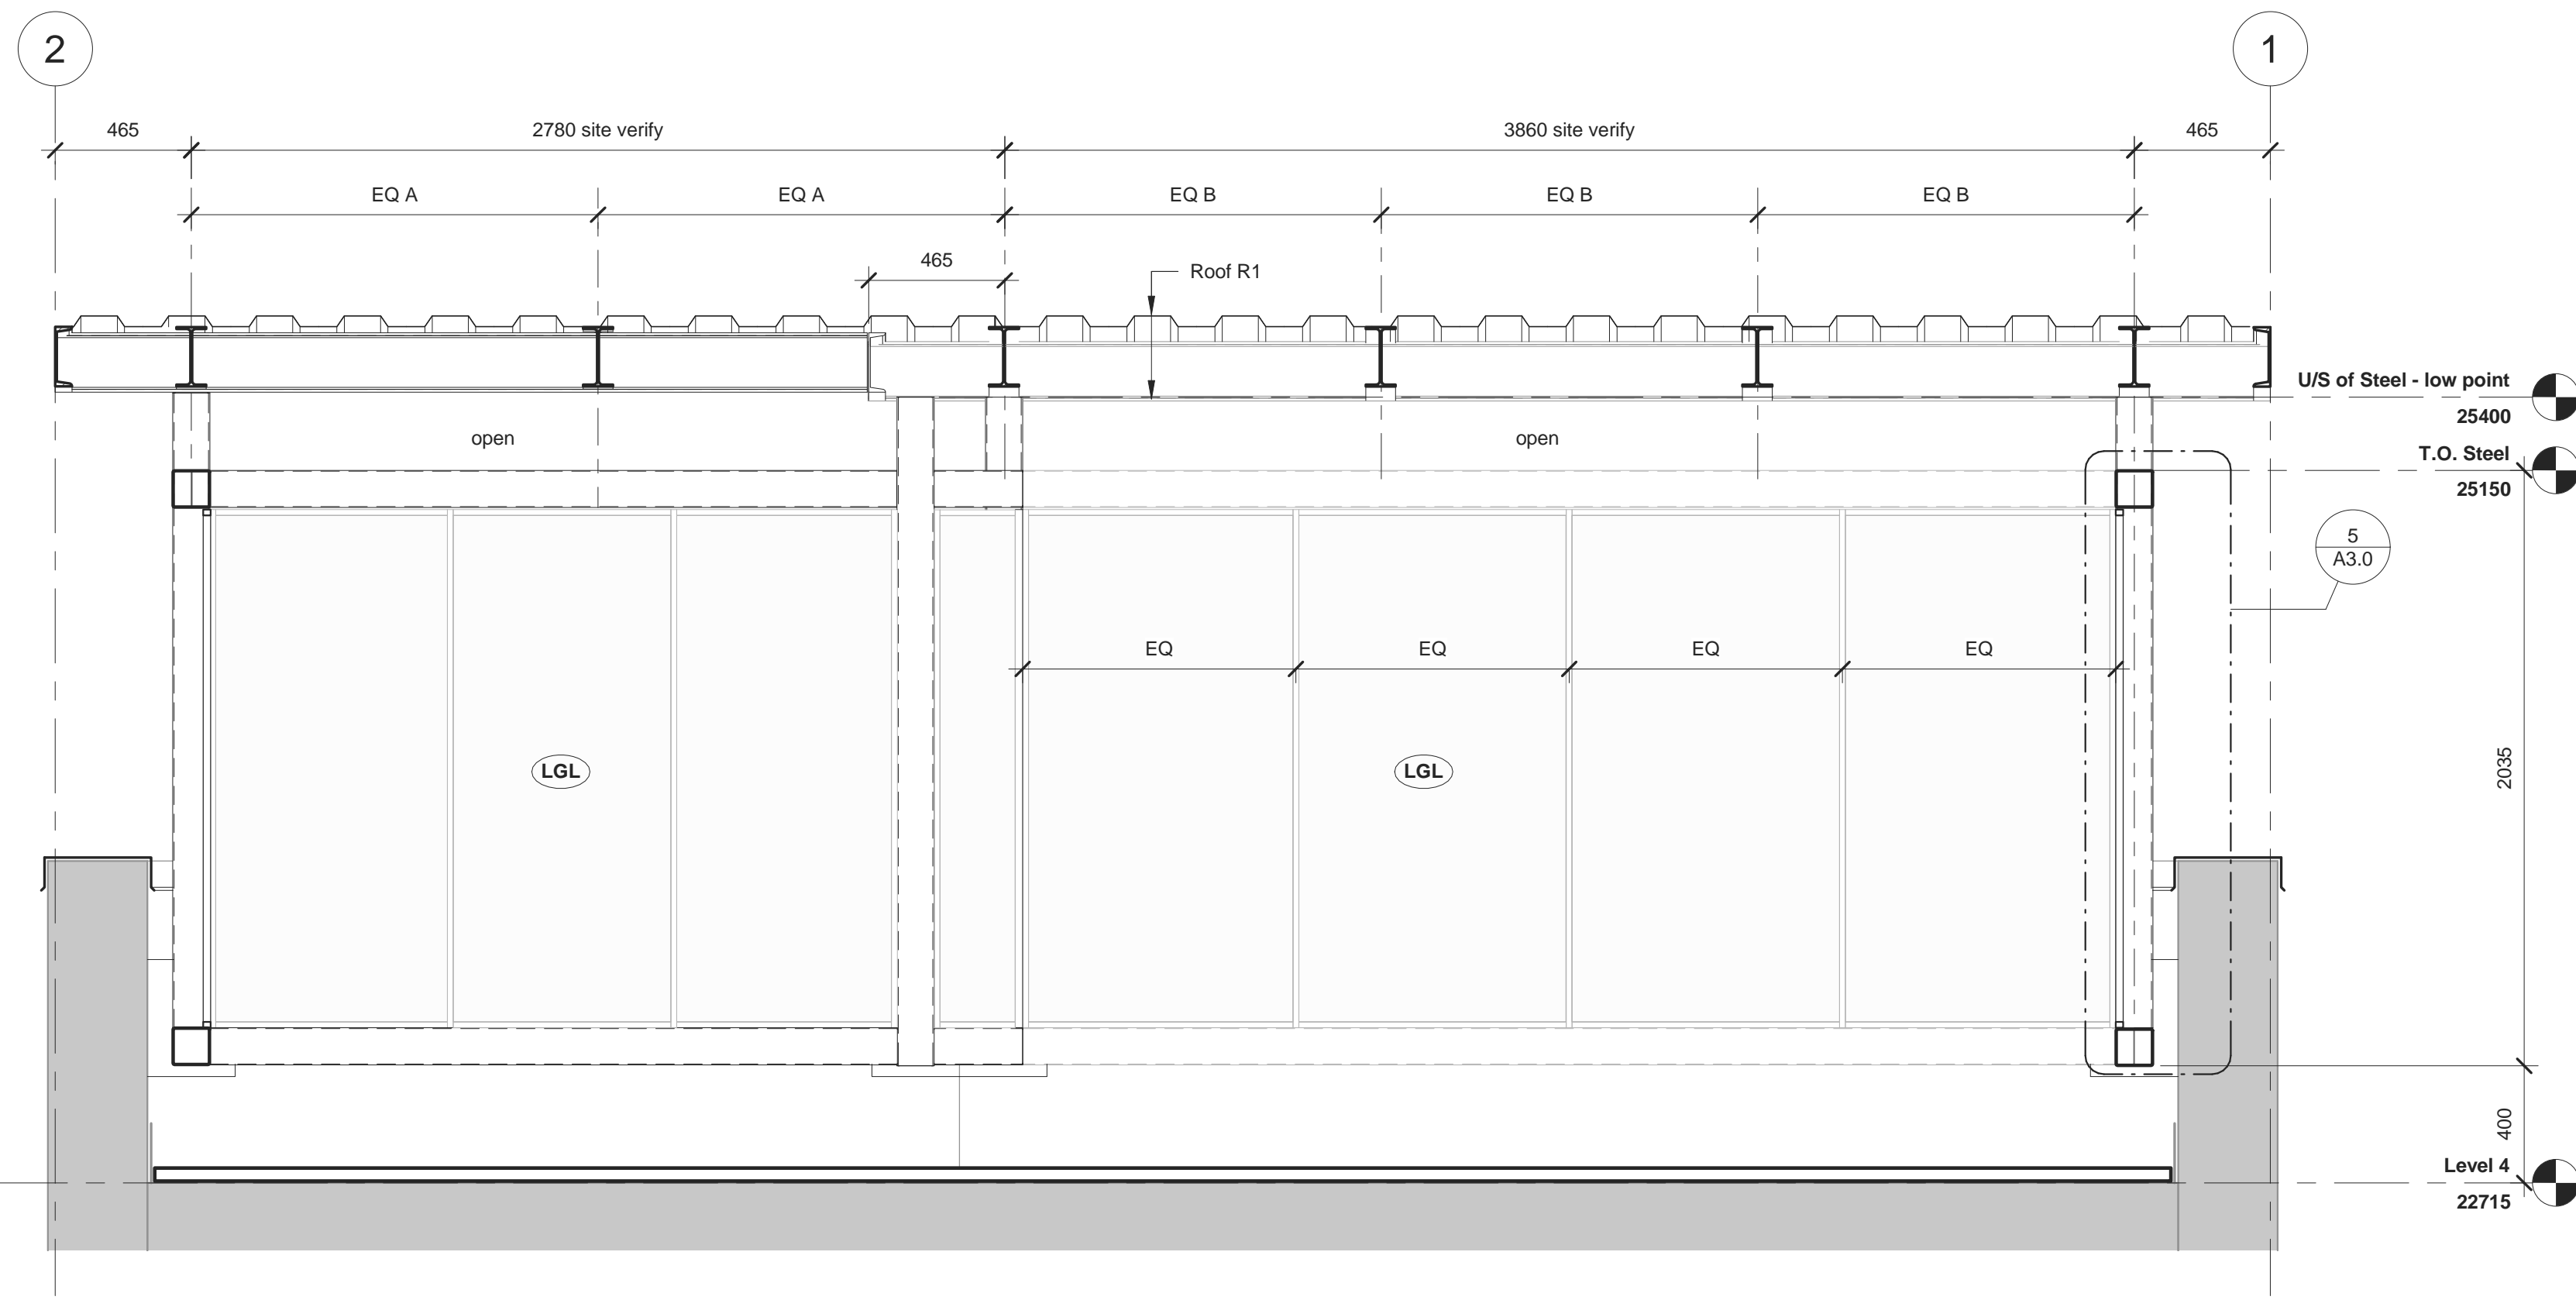 2
1
465
2780 site verify
3860 site verify
465
EQ A
EQ A
EQ B
EQ B
EQ B
465
Roof R1
U/S of Steel - low point
25400
open
open
T.O. Steel
25150
5
A3.0
EQ
EQ
EQ
EQ
LGL
LGL
2035
400
Level 4
22715